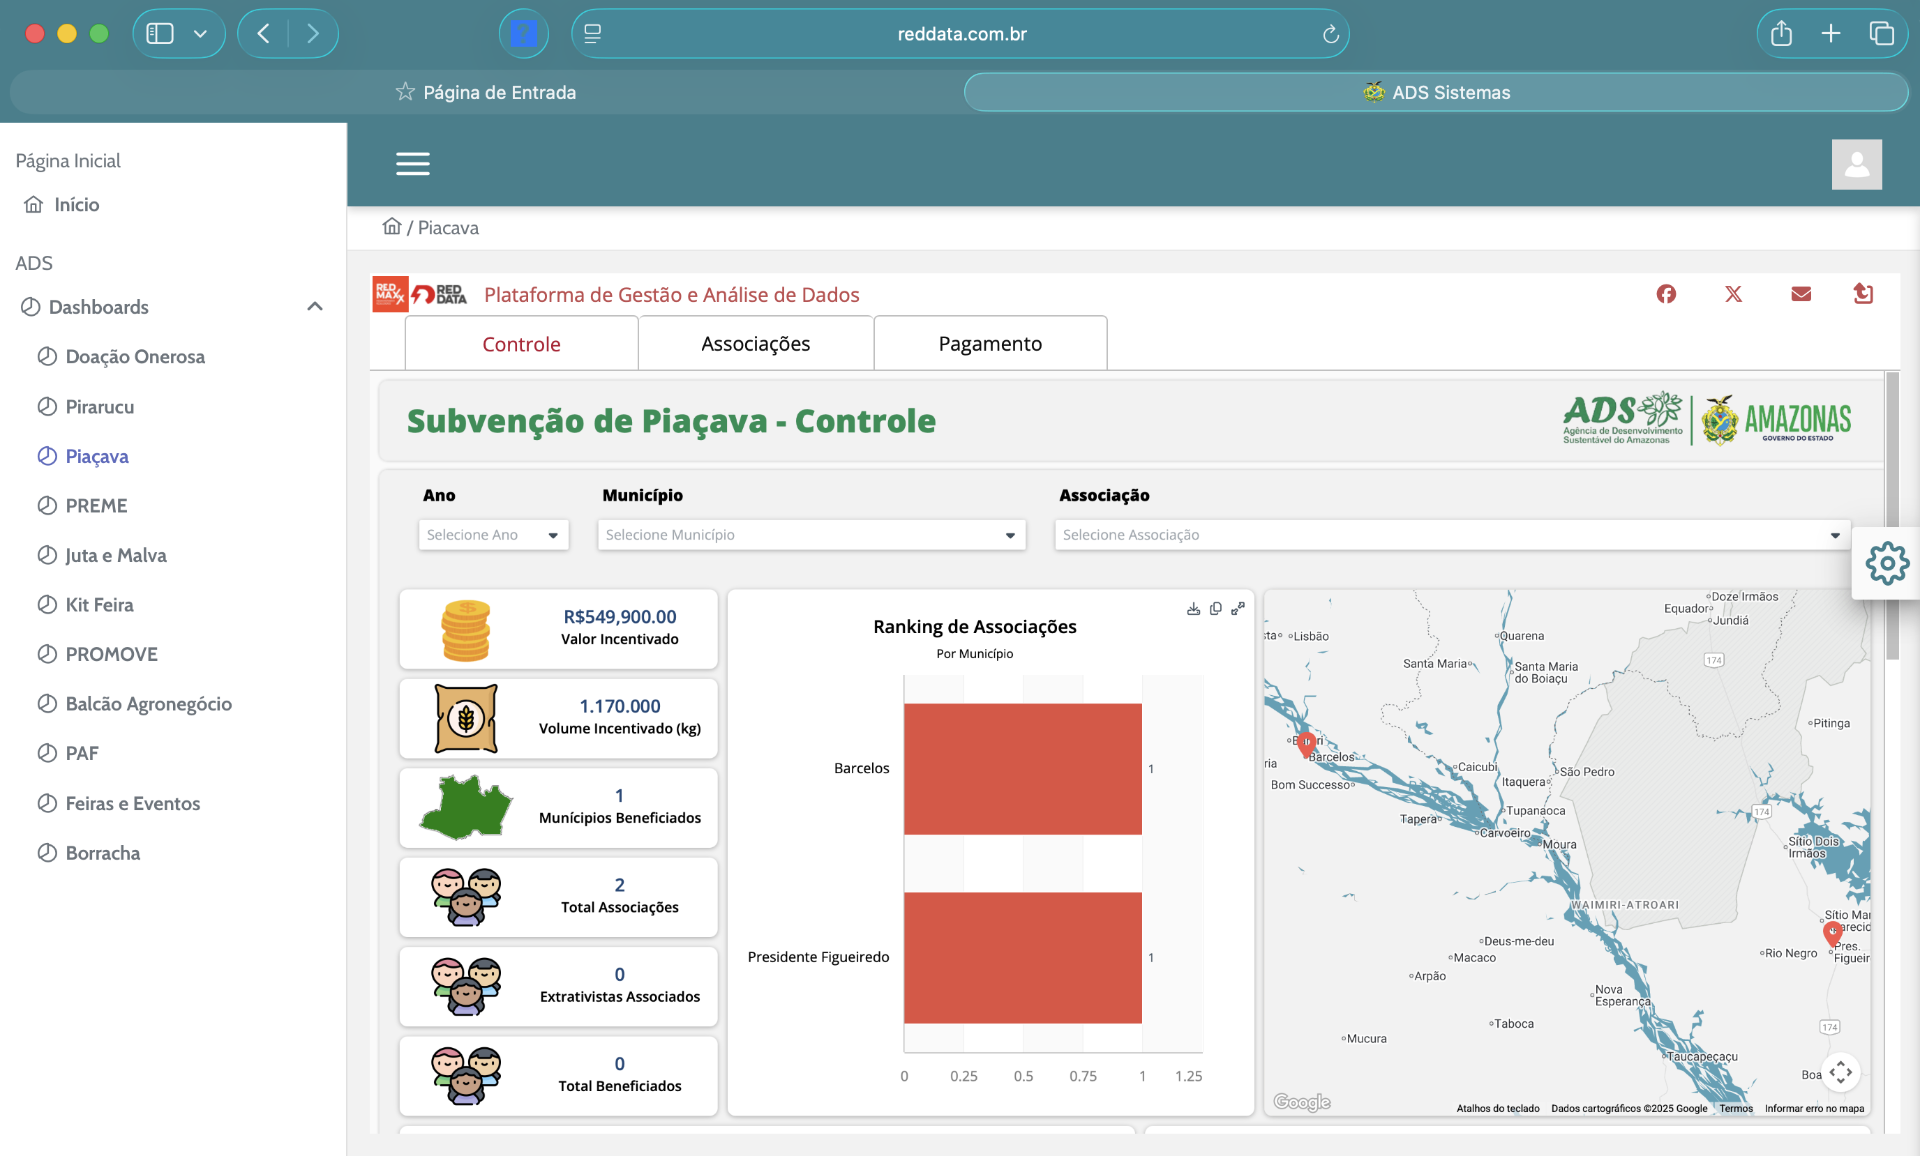 reddata.com.br
Página de Entrada
ADS Sistemas
Página Inicial
Início
ADS
Dashboards
Doação Onerosa
Pirarucu
Piaçava
PREME
Juta e Malva
Kit Feira
PROMOVE
Balcão Agronegócio
PAF
Feiras e Eventos
Borracha
/ Piacava
RED MAXX
RED DATA
Plataforma de Gestão e Análise de Dados
Controle
Associações
Pagamento
Subvenção de Piaçava - Controle
ADS
Agência de Desenvolvimento
Sustentável do Amazonas
AMAZONAS
GOVERNO DO ESTADO
Ano
Município
Associação
Selecione Ano
Selecione Município
Selecione Associação
R$549,900.00
Valor Incentivado
1.170.000
Volume Incentivado (kg)
1
Munícipios Beneficiados
2
Total Associações
0
Extrativistas Associados
0
Total Beneficiados
Ranking de Associações
Por Município
Barcelos
1
Presidente Figueiredo
1
0 0.25 0.5 0.75 1 1.25
Doze Irmãos
Equador
Jundiá
Lisbão
Quarena
174
Santa Maria
Santa Maria
do Boiaçu
Pitinga
Barcelos
Caicubi
São Pedro
Bom Successo
Itaquera
Tupanaoca
174
Tapera
Carvoeiro
Moura
Sítio Dois
Irmãos
WAIMIRI-ATROARI
Deus-me-deu
Macaco
Rio Negro
Pres.
Figueir
Arpão
Nova
Esperança
Taboca
174
Mucura
Taucapeçaçu
Boa
Google
Atalhos do teclado
Dados cartográficos ©2025 Google
Termos
Informar erro no mapa